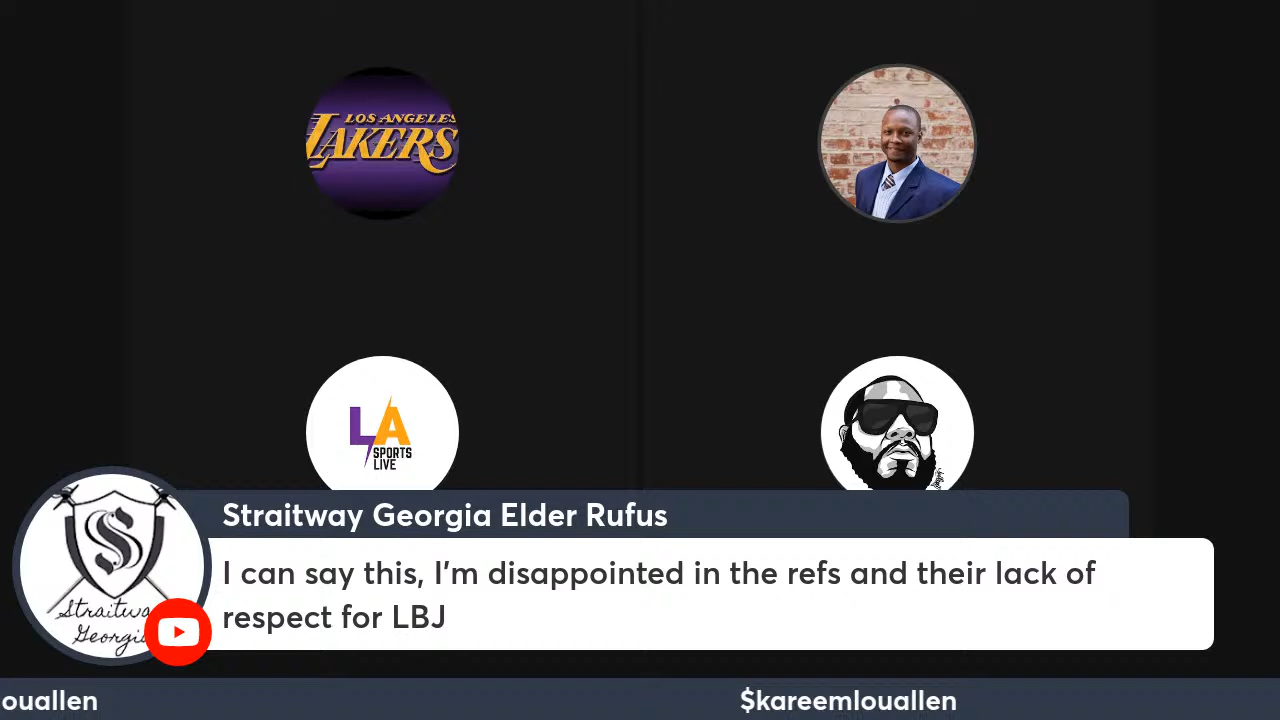 LOS ANGELES
LAKERS
LA
SPORTS
LIVE
Straitway Georgia Elder Rufus
I can say this, I'm disappointed in the refs and their lack of
respect for LBJ
S
Georgia
ouallen
$kareemlouallen